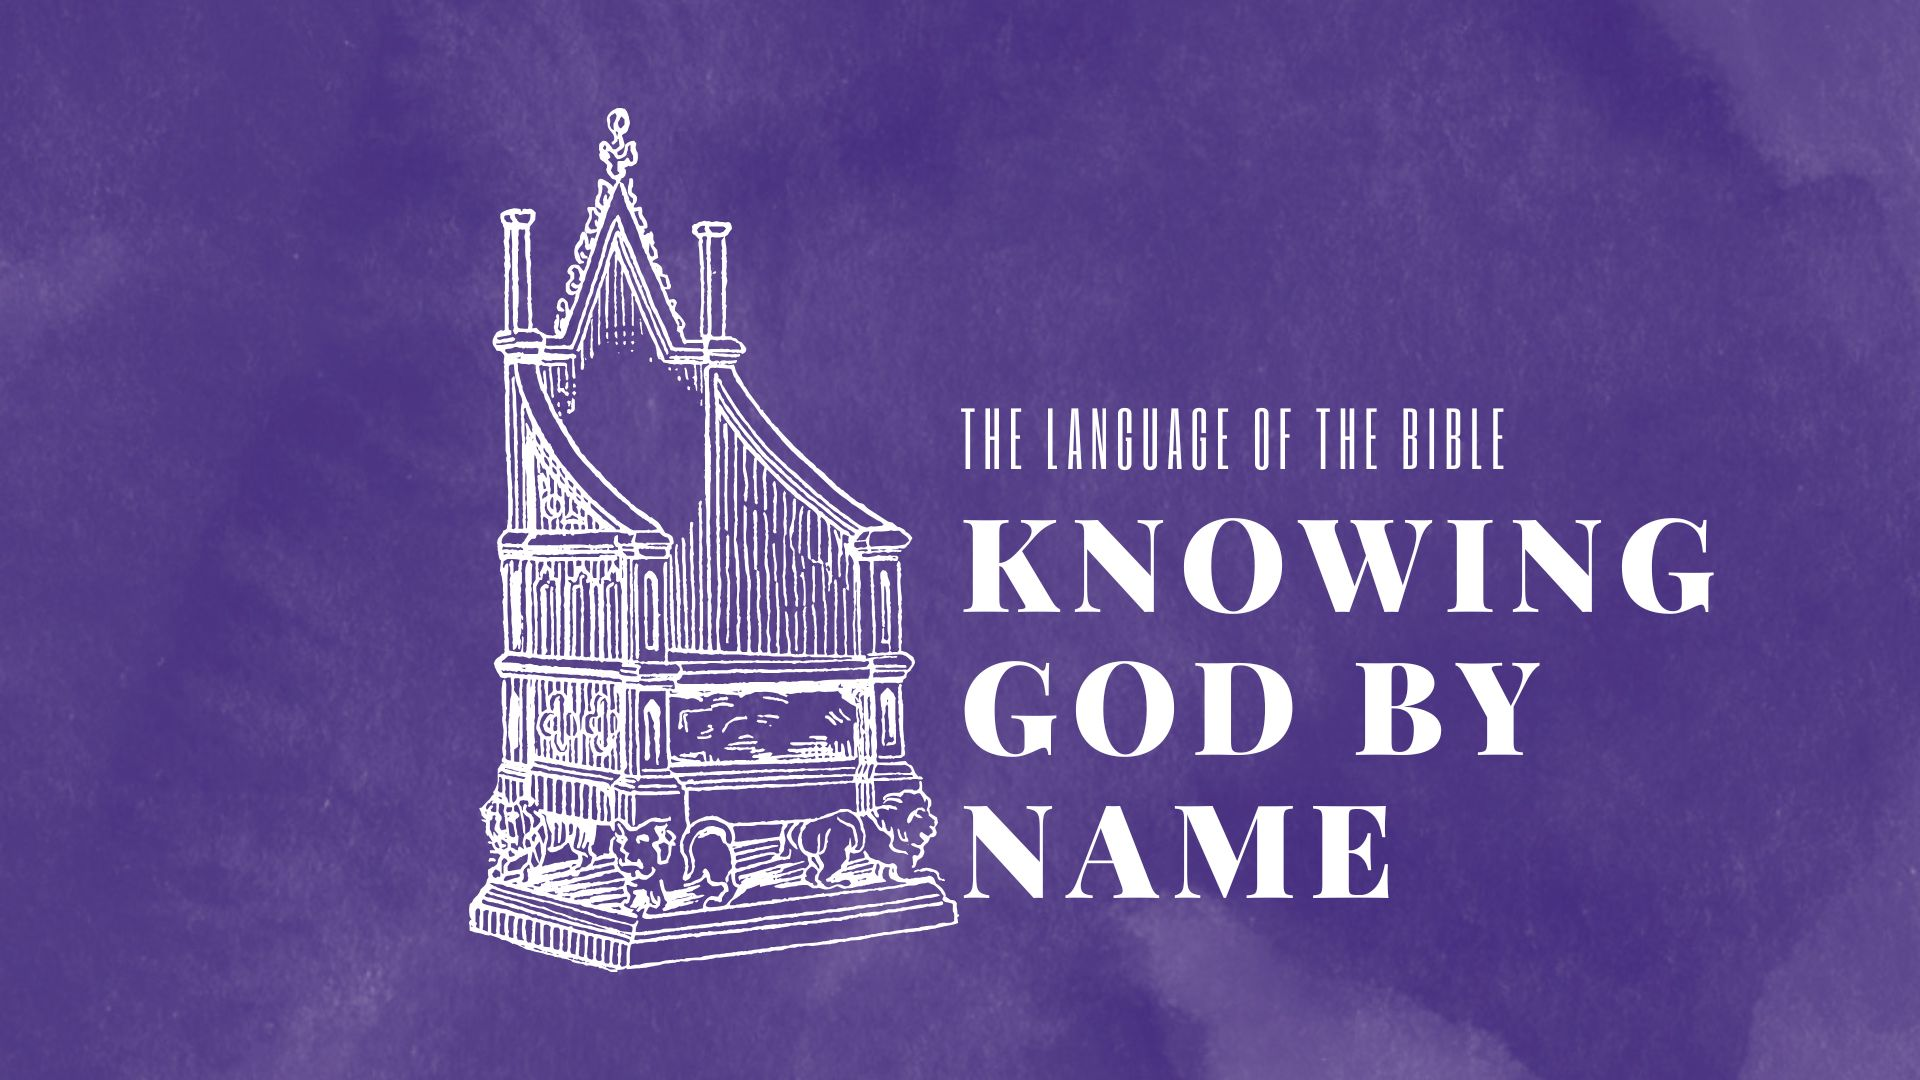 THE LANGUAGE OF THE BIBLE
KNOWING
GOD BY
NAME